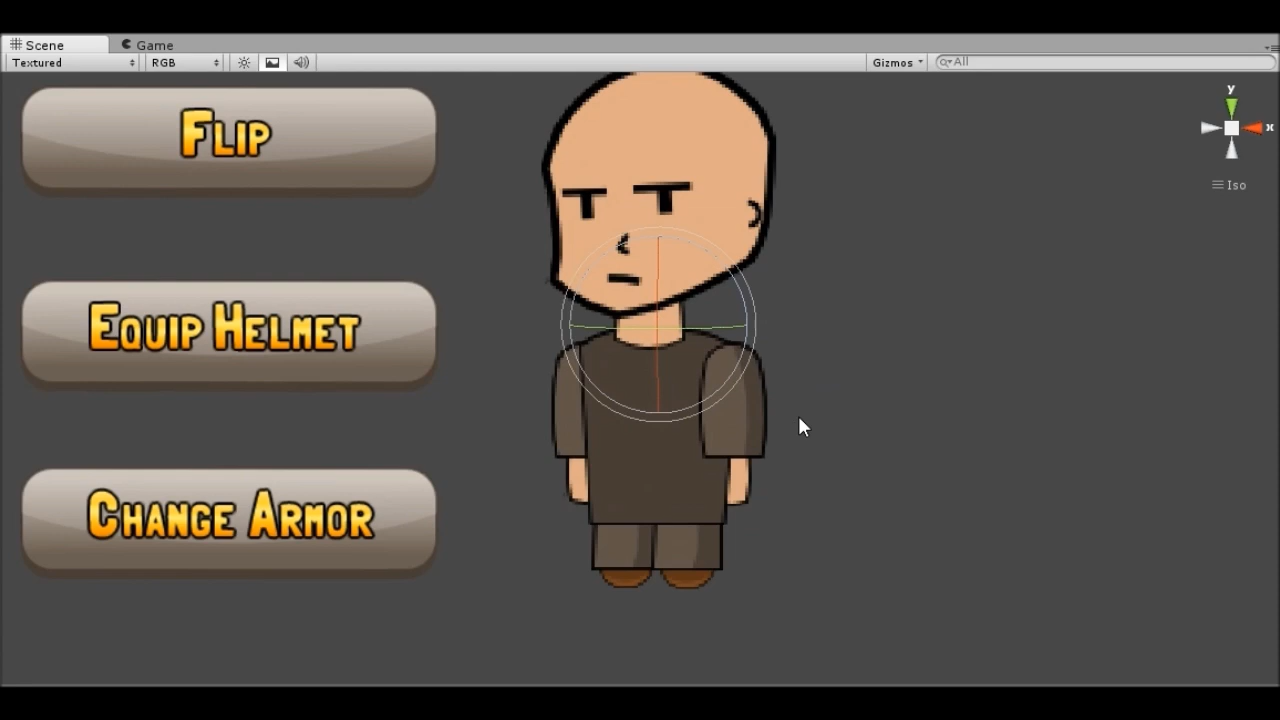 Scene
Game
Textured
RGB
Gizmos
All
y
x
Iso
Flip
Equip Helmet
Change Armor